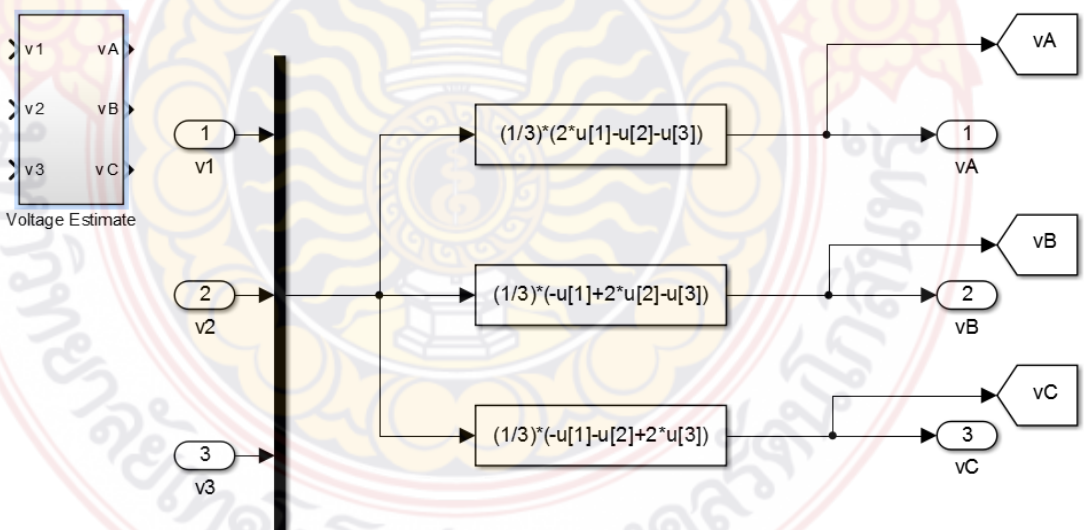 v1 vA
v2 vB
v3 vC
Voltage Estimate
1
v1
2
v2
3
v3
(1/3)*(2*u[1]-u[2]-u[3])
(1/3)*(-u[1]+2*u[2]-u[3])
(1/3)*(-u[1]-u[2]+2*u[3])
vA
1
vA
vB
2
vB
vC
3
vC